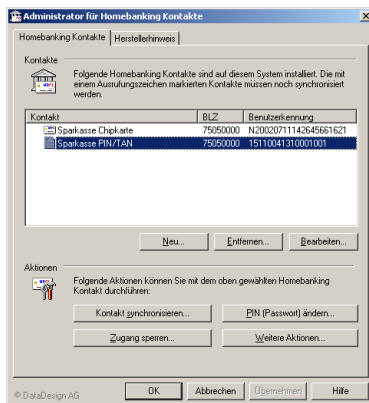 Administrator für Homebanking Kontakte
Homebanking Kontakte Herstellerhinweis
Kontakte
Folgende Homebanking Kontakte sind auf diesem System installiert. Die mit
einem Ausrufungszeichen markierten Kontakte müssen noch synchronisiert
werden.
Kontakt BLZ Benutzerkennung
Sparkasse Chipkarte 75050000 N20020711142645661621
Sparkasse PIN/TAN 75050000 15110041310001001
Neu... Entfernen... Bearbeiten...
Aktionen
Folgende Aktionen können Sie mit dem oben gewählten Homebanking
Kontakt durchführen:
Kontakt synchronisieren... PIN (Passwort) ändern...
Zugang sperren... Weitere Aktionen...
© DataDesign AG OK Abbrechen Übernehmen Hilfe